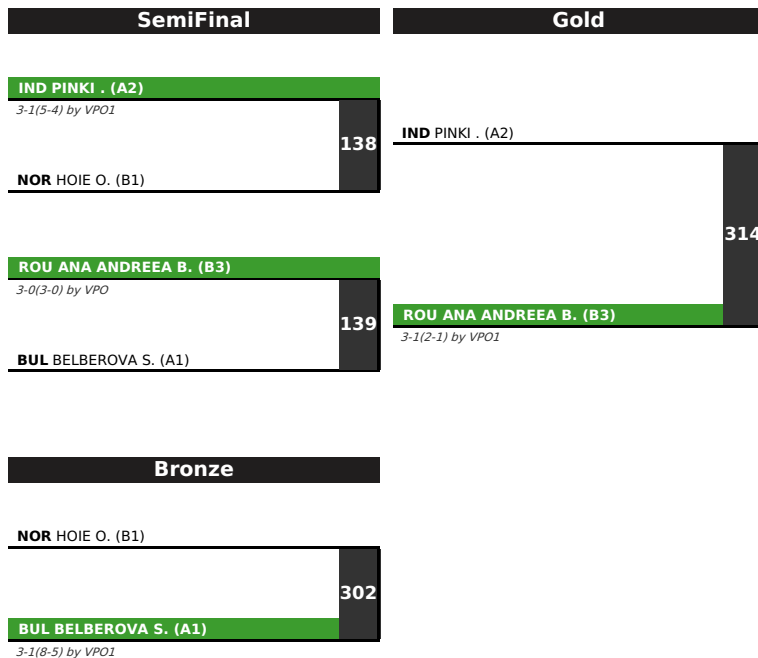 SemiFinal
IND PINKI . (A2)
3-1(5-4) by VPO1
138
NOR HOIE O. (B1)
ROU ANA ANDREEA B. (B3)
3-0(3-0) by VPO
139
BUL BELBEROVA S. (A1)
Gold
IND PINKI . (A2)
314
ROU ANA ANDREEA B. (B3)
3-1(2-1) by VPO1
Bronze
NOR HOIE O. (B1)
302
BUL BELBEROVA S. (A1)
3-1(8-5) by VPO1